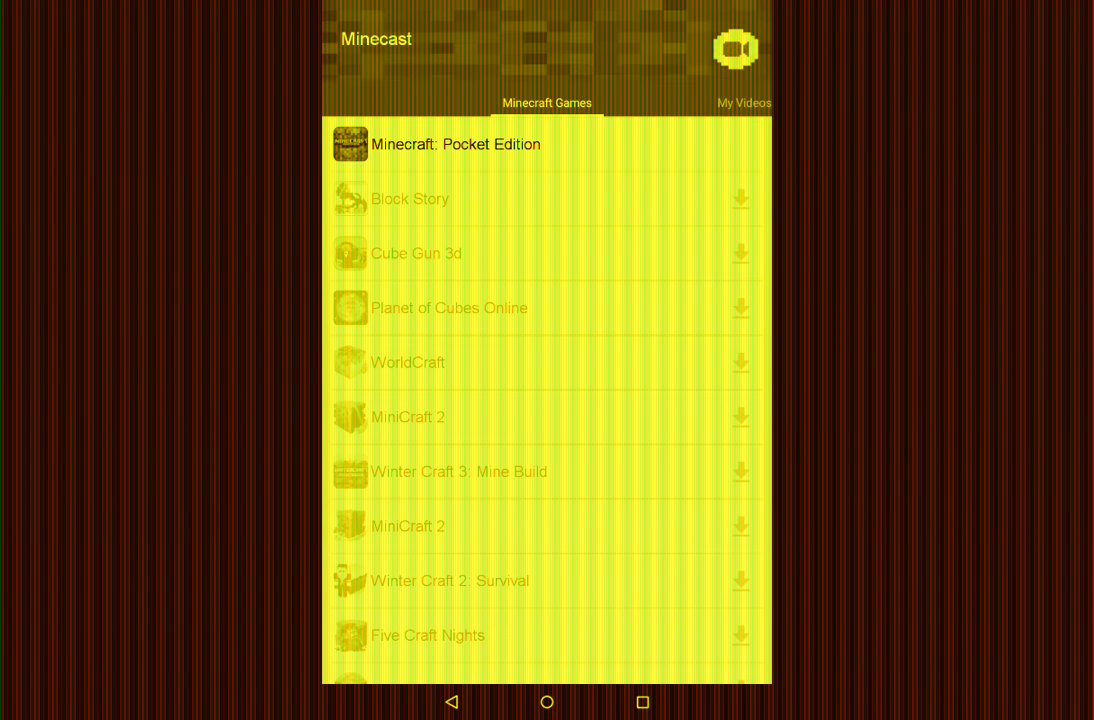 Minecast
Minecraft Games
My Videos
Minecraft: Pocket Edition
Block Story
Cube Gun 3d
Planet of Cubes Online
WorldCraft
MiniCraft 2
Winter Craft 3: Mine Build
MiniCraft 2
Winter Craft 2: Survival
Five Craft Nights